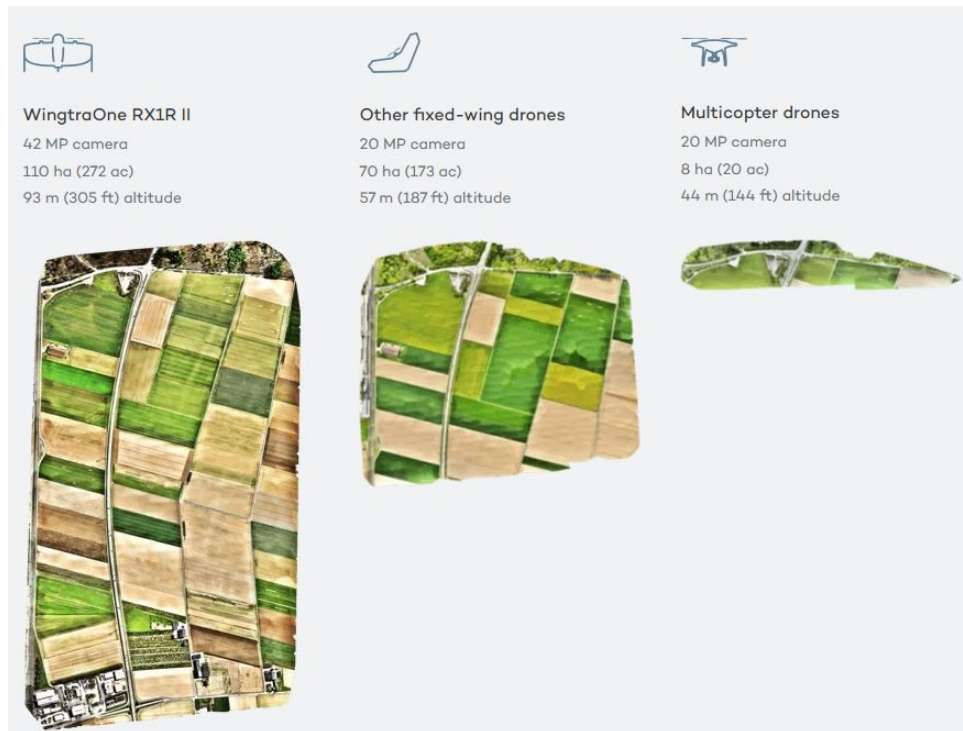 WingtraOne RX1R II
42 MP camera
110 ha (272 ac)
93 m (305 ft) altitude
Other fixed-wing drones
20 MP camera
70 ha (173 ac)
57 m (187 ft) altitude
Multicopter drones
20 MP camera
8 ha (20 ac)
44 m (144 ft) altitude